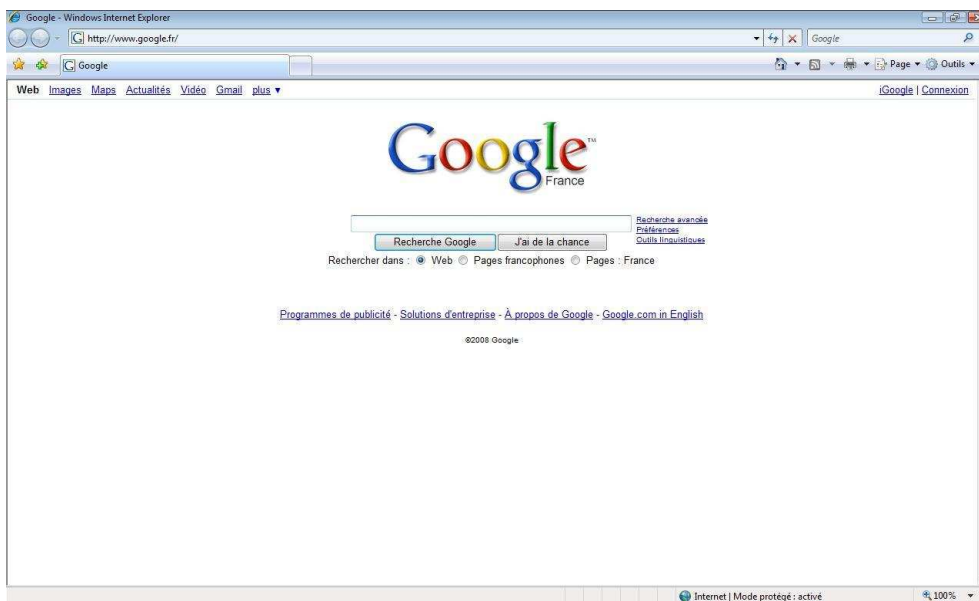 Google - Windows Internet Explorer
http://www.google.fr/
Google
Google
Page
Outils
Web Images Maps Actualités Vidéo Gmail plus ▼
iGoogle | Connexion
Google™
France
Recherche avancée
Préférences
Outils linguistiques
Recherche Google
J'ai de la chance
Rechercher dans : Web Pages francophones Pages : France
Programmes de publicité - Solutions d'entreprise - À propos de Google - Google.com in English
©2008 Google
Internet | Mode protégé : activé
100%